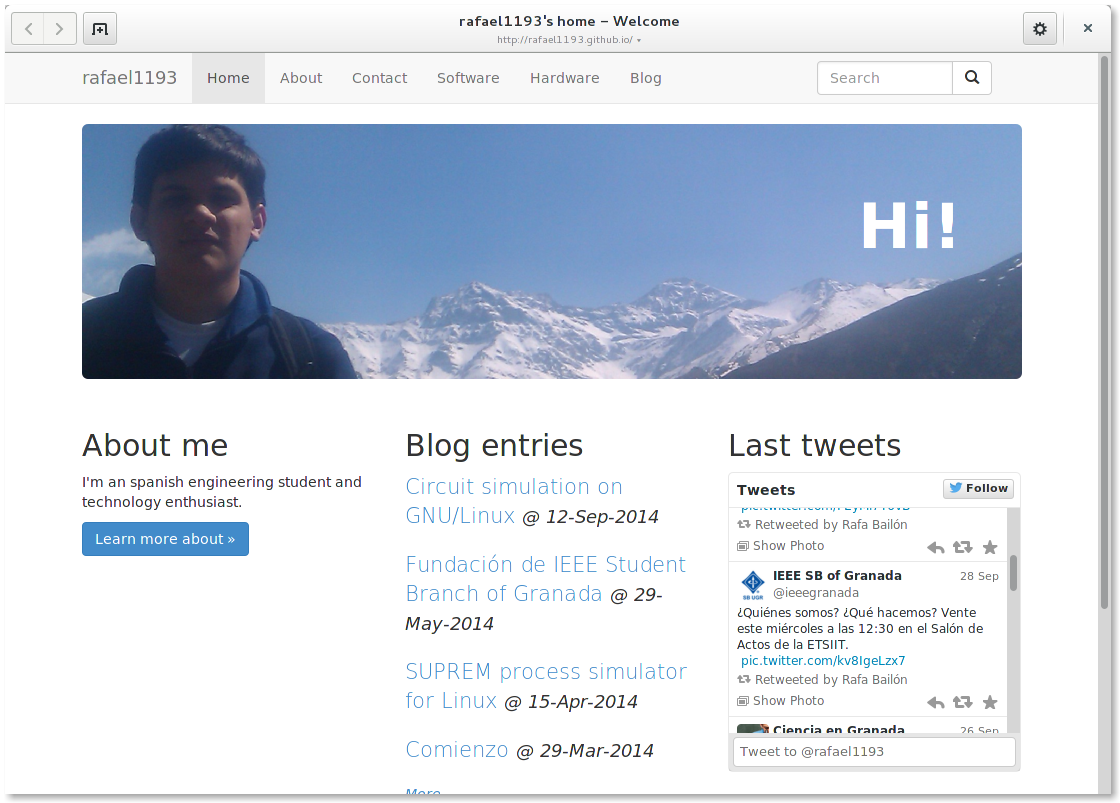 rafael1193's home – Welcome
http://rafael1193.github.io/
rafael1193
Home
About
Contact
Software
Hardware
Blog
Search
Hi!
About me
I'm an spanish engineering student and
technology enthusiast.
Learn more about »
Blog entries
Circuit simulation on
GNU/Linux @ 12-Sep-2014
Fundación de IEEE Student
Branch of Granada @ 29-
May-2014
SUPREM process simulator
for Linux @ 15-Apr-2014
Comienzo @ 29-Mar-2014
More
Last tweets
Tweets
Follow
Retweeted by Rafa Bailón
Show Photo
IEEE SB of Granada
28 Sep
@ieeegranada
SB UGR
¿Quiénes somos? ¿Qué hacemos? Vente
este miércoles a las 12:30 en el Salón de
Actos de la ETSIIT.
pic.twitter.com/kv8IgeLzx7
Retweeted by Rafa Bailón
Show Photo
Ciencia en Granada
26 Sep
Tweet to @rafael1193